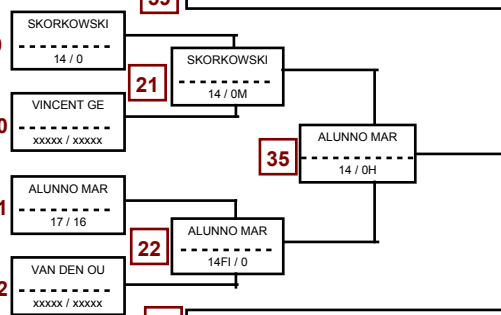 SKORKOWSKI
14 / 0
21
SKORKOWSKI
14 / 0M
VINCENT GE
xxxxx / xxxxx
35
ALUNNO MAR
14 / 0H
ALUNNO MAR
17 / 16
22
ALUNNO MAR
14FI / 0
VAN DEN OU
xxxxx / xxxxx